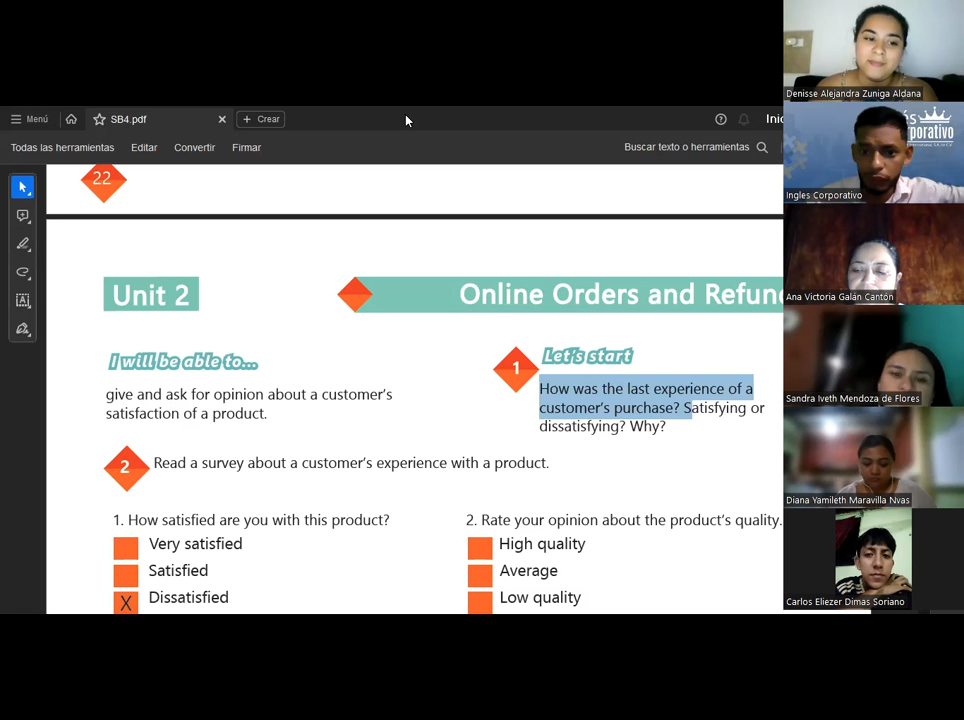 Menú
SB4.pdf
Crear
Inic
Todas las herramientas
Editar
Convertir
Firmar
Buscar texto o herramientas
22
Unit 2
Online Orders and Refun
I will be able to...
give and ask for opinion about a customer's
satisfaction of a product.
1
Let's start
How was the last experience of a
customer's purchase? Satisfying or
dissatisfying? Why?
2
Read a survey about a customer's experience with a product.
1. How satisfied are you with this product?
Very satisfied
Satisfied
X Dissatisfied
2. Rate your opinion about the product's quality.
High quality
Average
Low quality
Denisse Alejandra Zuniga Aldana
és
rporativo
Ingles Corporativo
Ana Victoria Galán Cantón
Sandra Iveth Mendoza de Flores
Diana Yamileth Maravilla Nvas
Carlos Eliezer Dimas Soriano